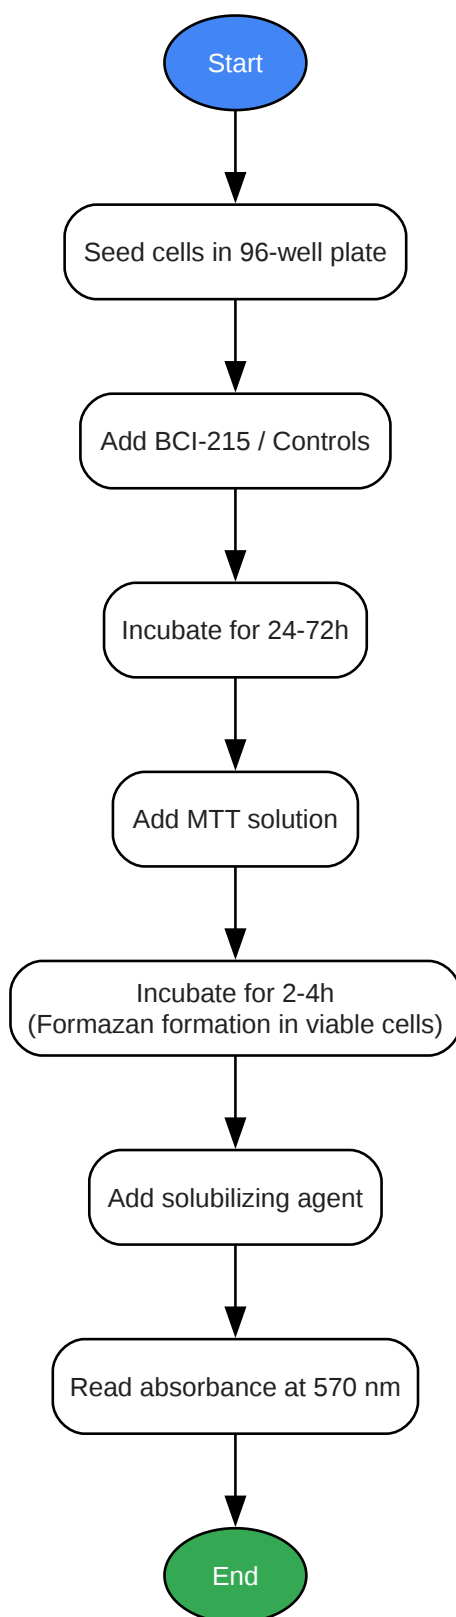 Start
Seed cells in 96-well plate
Add BCI-215 / Controls
Incubate for 24-72h
Add MTT solution
Incubate for 2-4h
(Formazan formation in viable cells)
Add solubilizing agent
Read absorbance at 570 nm
End